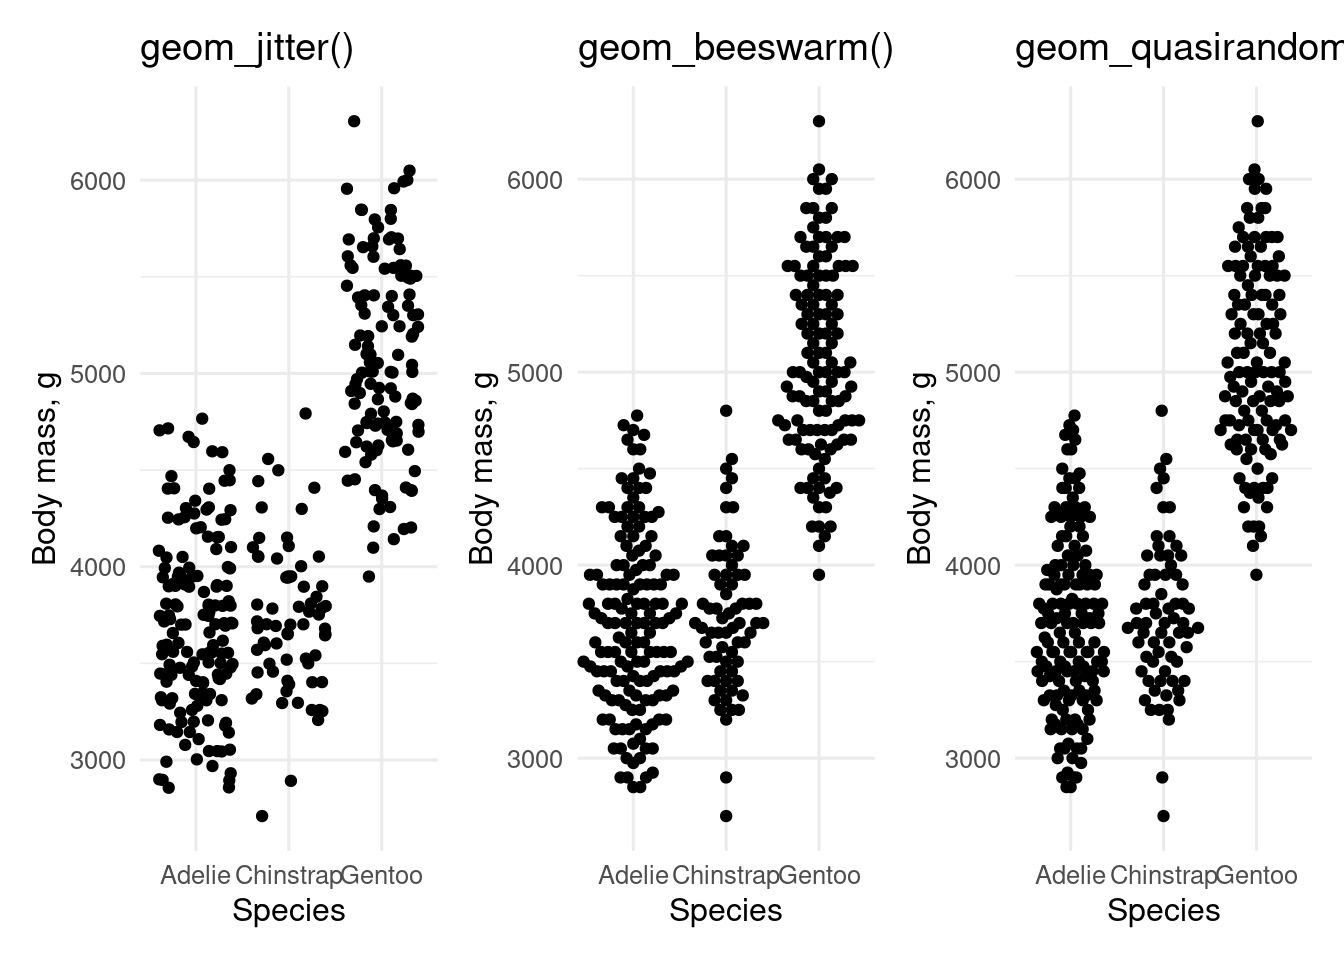 geom_jitter()
Body mass, g
6000
5000
4000
3000
Adelie Chinstrap Gentoo
Species
geom_beeswarm()
Body mass, g
6000
5000
4000
3000
Adelie Chinstrap Gentoo
Species
geom_quasirandom
Body mass, g
6000
5000
4000
3000
Adelie Chinstrap Gentoo
Species